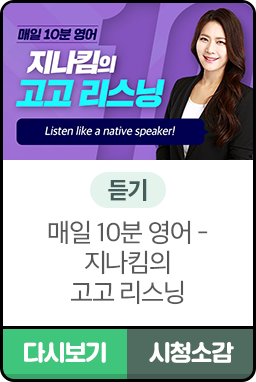 매일 10분 영어
지나킴의
고고 리스닝
Listen like a native speaker!
듣기
매일 10분 영어 -
지나킴의
고고 리스닝
다시보기
시청소감